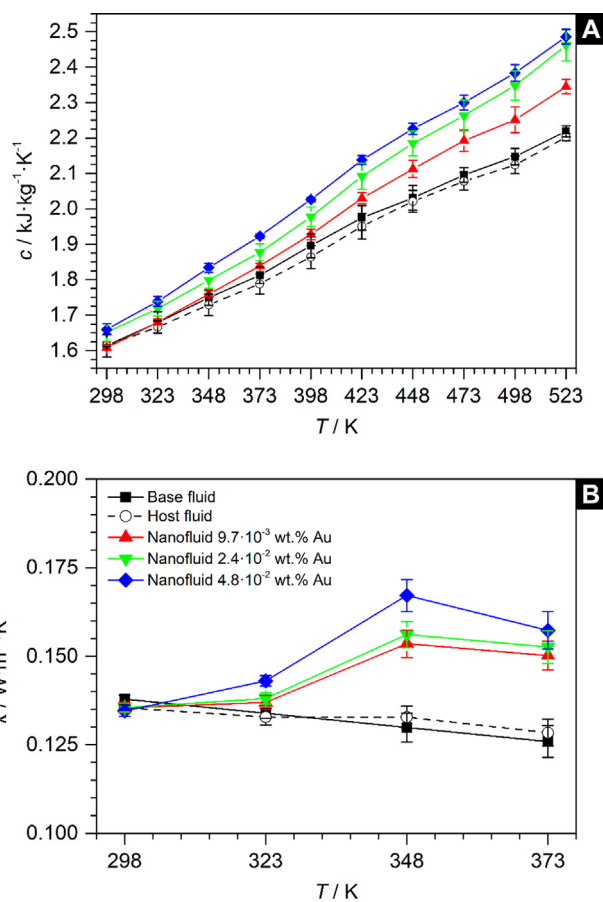 A
2.5
2.4
2.3
2.2
2.1
2.0
1.9
1.8
1.7
1.6
c / kJ·kg⁻¹·K⁻¹
298 323 348 373 398 423 448 473 498 523
T / K
B
0.200
0.175
0.150
0.125
0.100
Base fluid
Host fluid
Nanofluid 9.7·10⁻³ wt.% Au
Nanofluid 2.4·10⁻² wt.% Au
Nanofluid 4.8·10⁻² wt.% Au
298 323 348 373
T / K